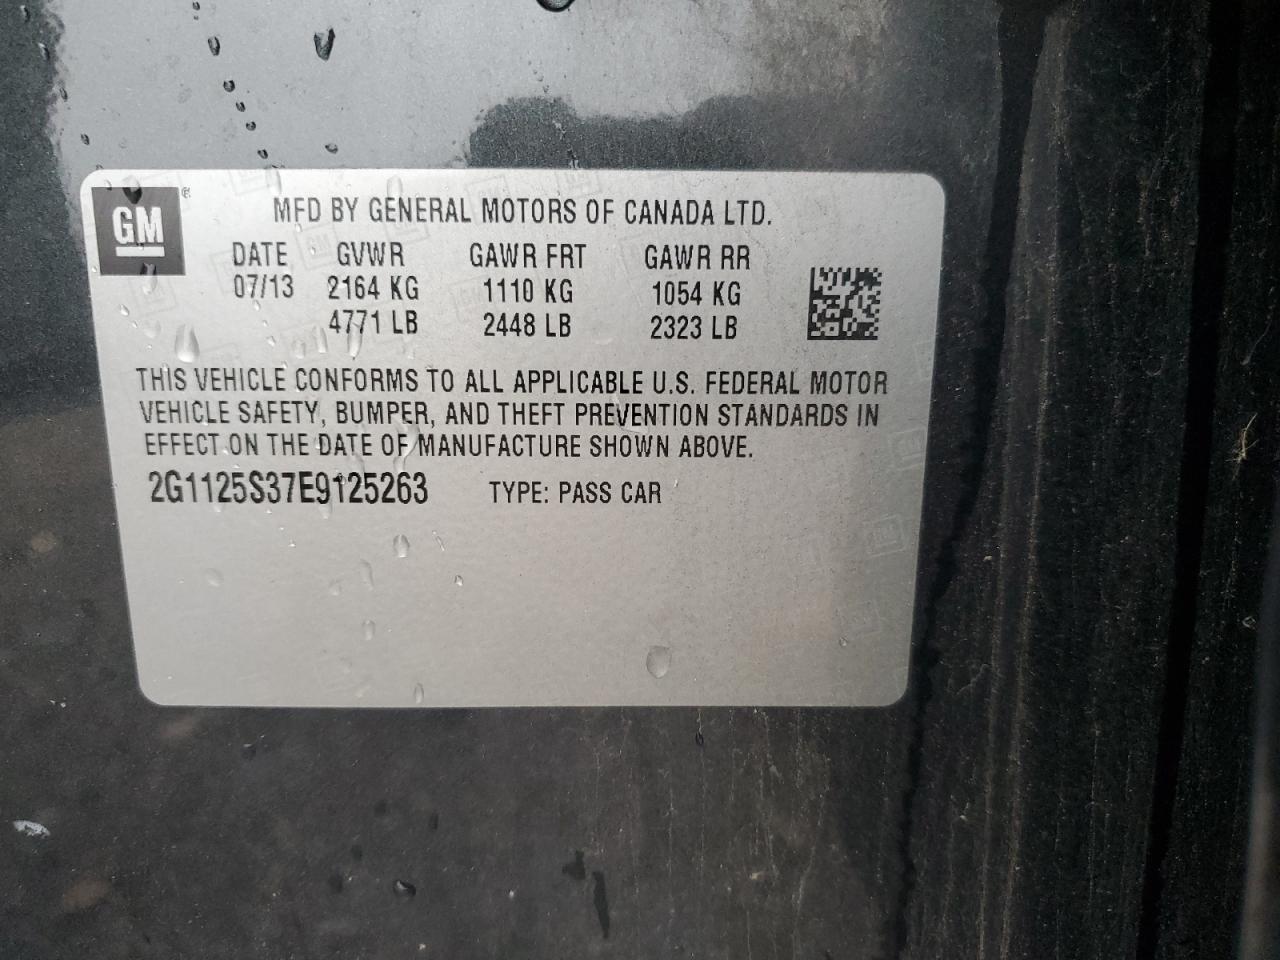 GM ®
MFD BY GENERAL MOTORS OF CANADA LTD.
DATE GVWR GAWR FRT GAWR RR
07/13 2164 KG 1110 KG 1054 KG
4771 LB 2448 LB 2323 LB
THIS VEHICLE CONFORMS TO ALL APPLICABLE U.S. FEDERAL MOTOR
VEHICLE SAFETY, BUMPER, AND THEFT PREVENTION STANDARDS IN
EFFECT ON THE DATE OF MANUFACTURE SHOWN ABOVE.
2G1125S37E9125263 TYPE: PASS CAR